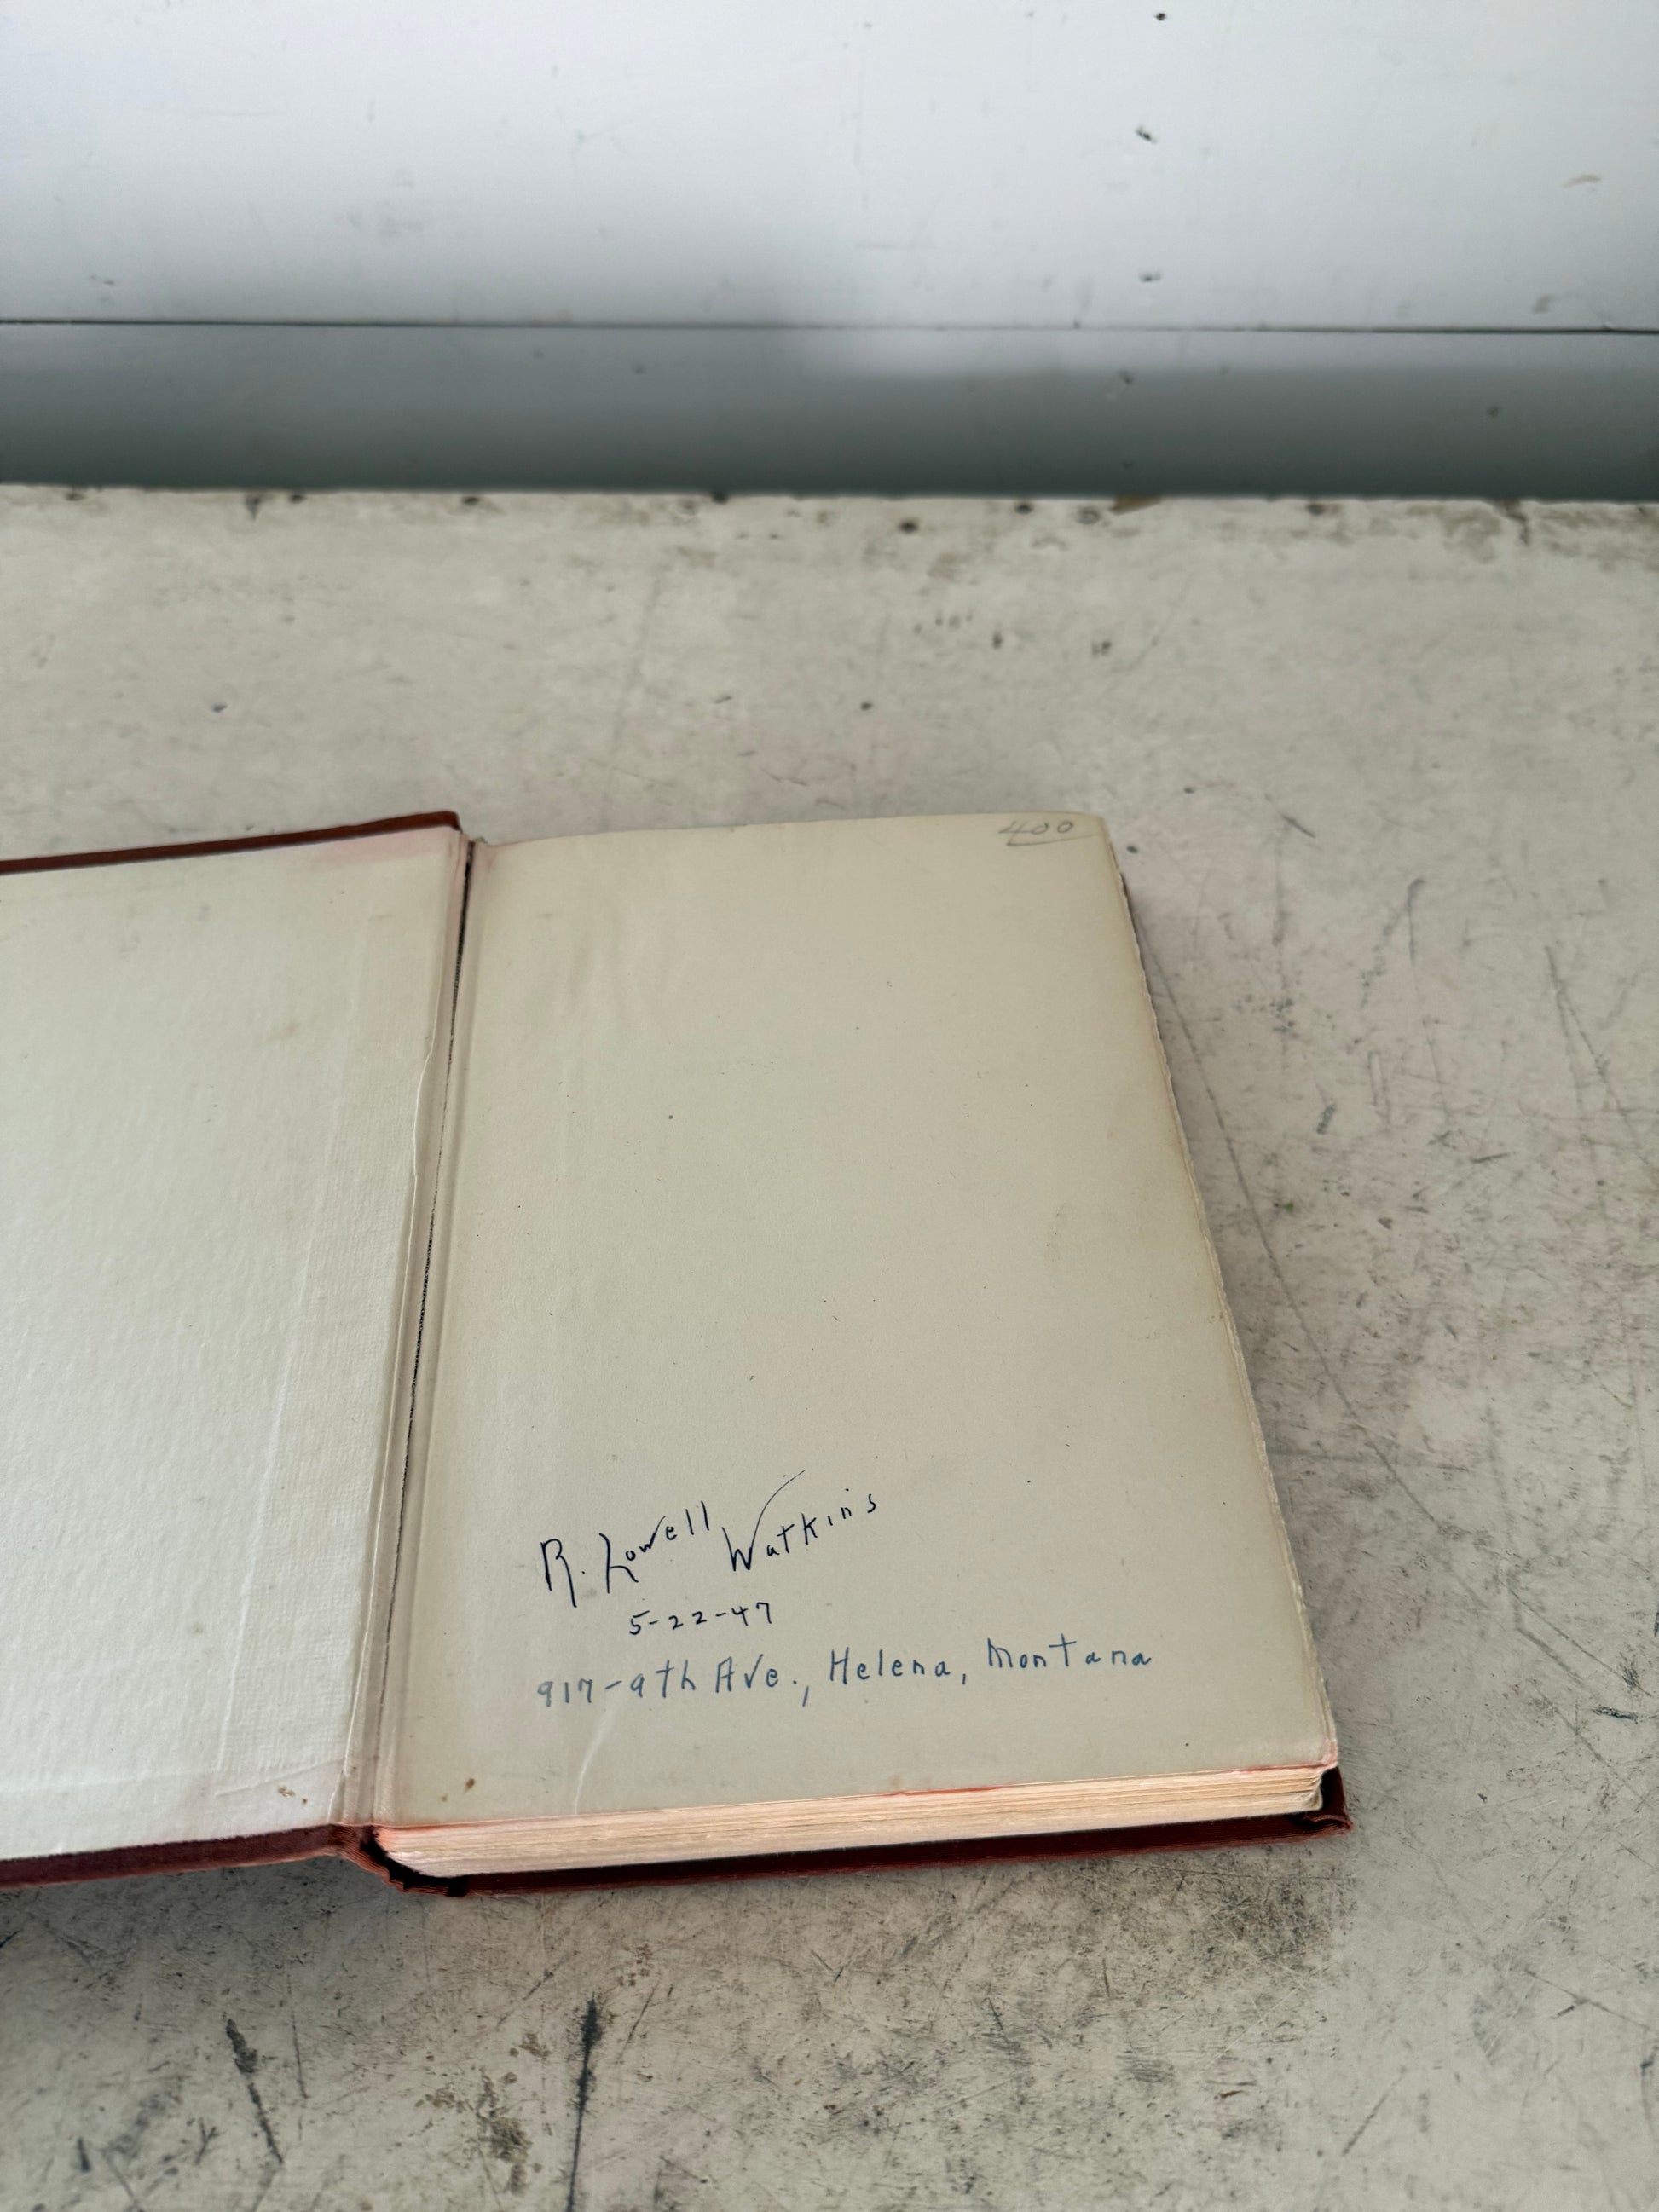 400
R. Lowell Watkins
5-22-47
917-9th Ave., Helena, Montana